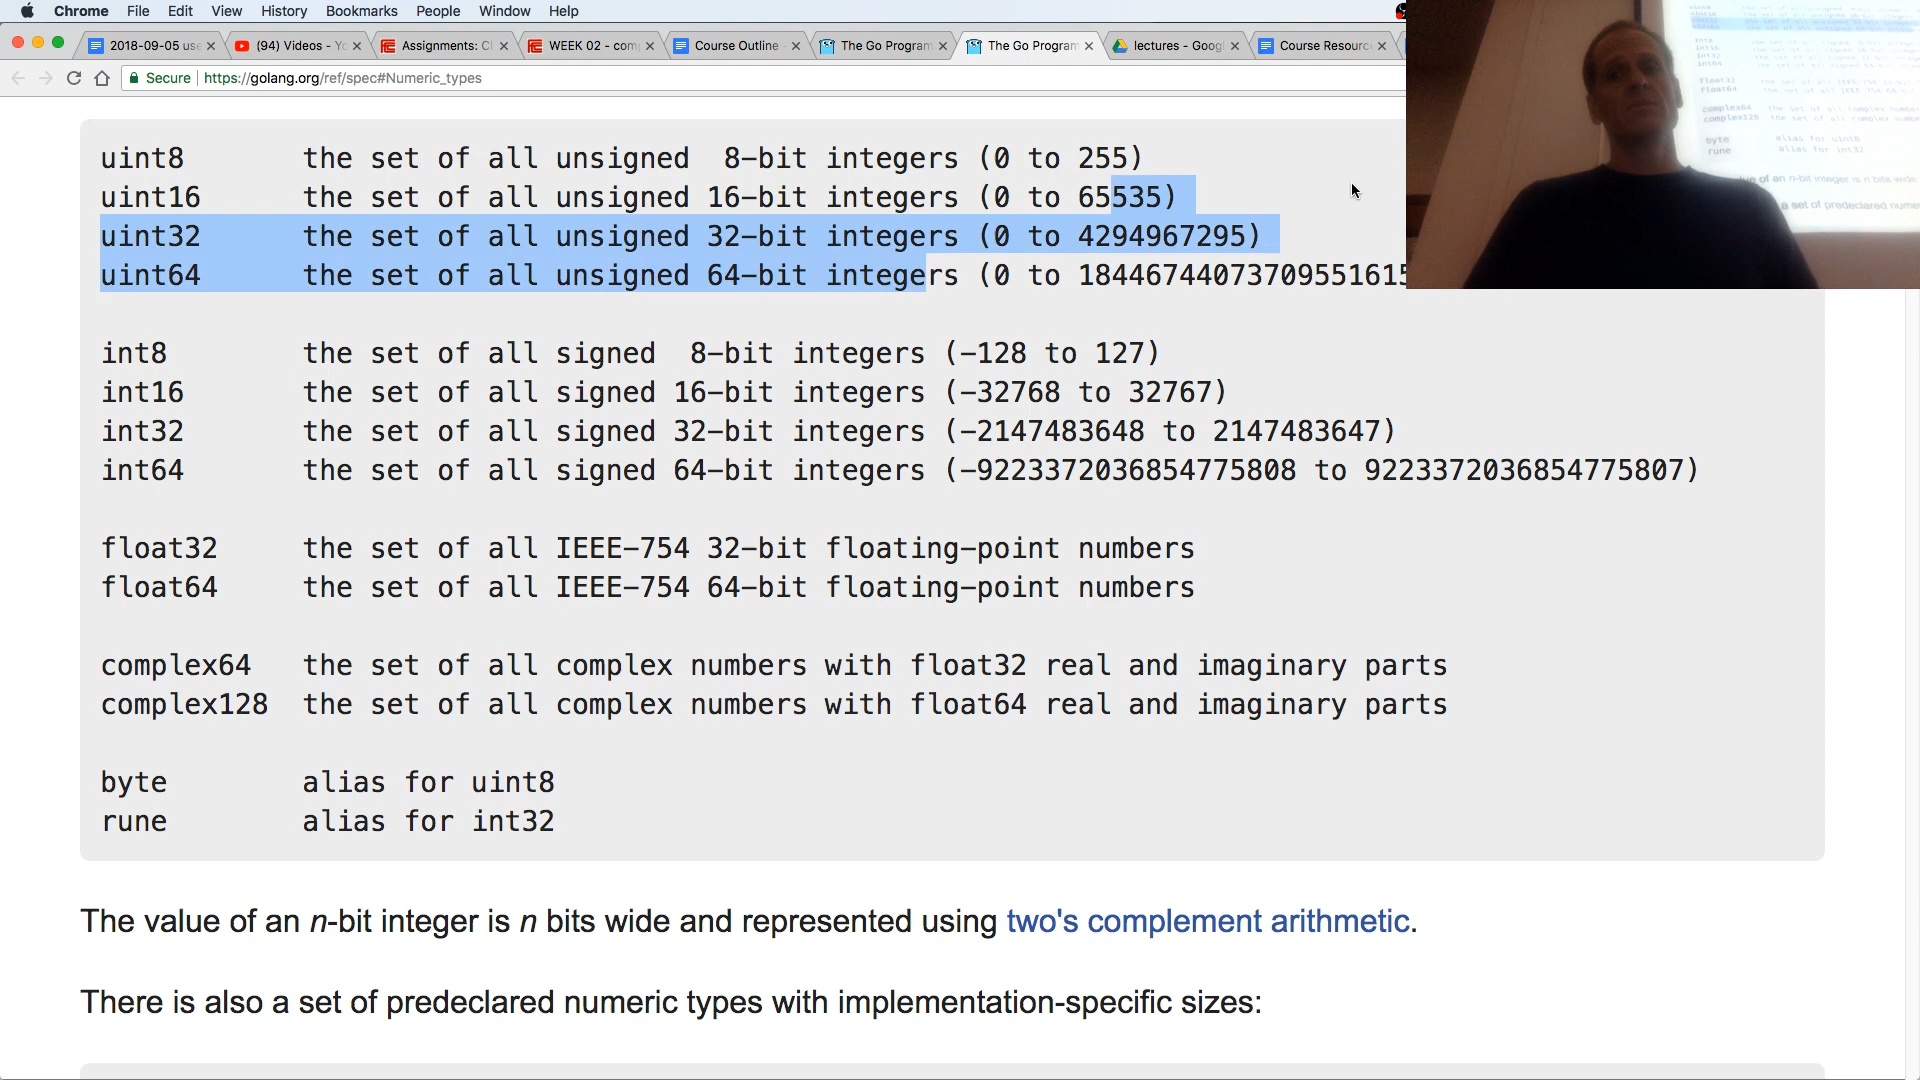 Chrome File Edit View History Bookmarks People Window Help
2018-09-05 use
(94) Videos - Yo
Assignments: C
WEEK 02 - com
Course Outline
The Go Program
The Go Program
lectures - Goog
Course Resourc
Secure https://golang.org/ref/spec#Numeric_types
uint8 the set of all unsigned 8-bit integers (0 to 255)
uint16 the set of all unsigned 16-bit integers (0 to 65535)
uint32 the set of all unsigned 32-bit integers (0 to 4294967295)
uint64 the set of all unsigned 64-bit integers (0 to 18446744073709551615
int8 the set of all signed 8-bit integers (-128 to 127)
int16 the set of all signed 16-bit integers (-32768 to 32767)
int32 the set of all signed 32-bit integers (-2147483648 to 2147483647)
int64 the set of all signed 64-bit integers (-9223372036854775808 to 9223372036854775807)
float32 the set of all IEEE-754 32-bit floating-point numbers
float64 the set of all IEEE-754 64-bit floating-point numbers
complex64 the set of all complex numbers with float32 real and imaginary parts
complex128 the set of all complex numbers with float64 real and imaginary parts
byte alias for uint8
rune alias for int32
The value of an n-bit integer is n bits wide and represented using two's complement arithmetic.
There is also a set of predeclared numeric types with implementation-specific sizes: